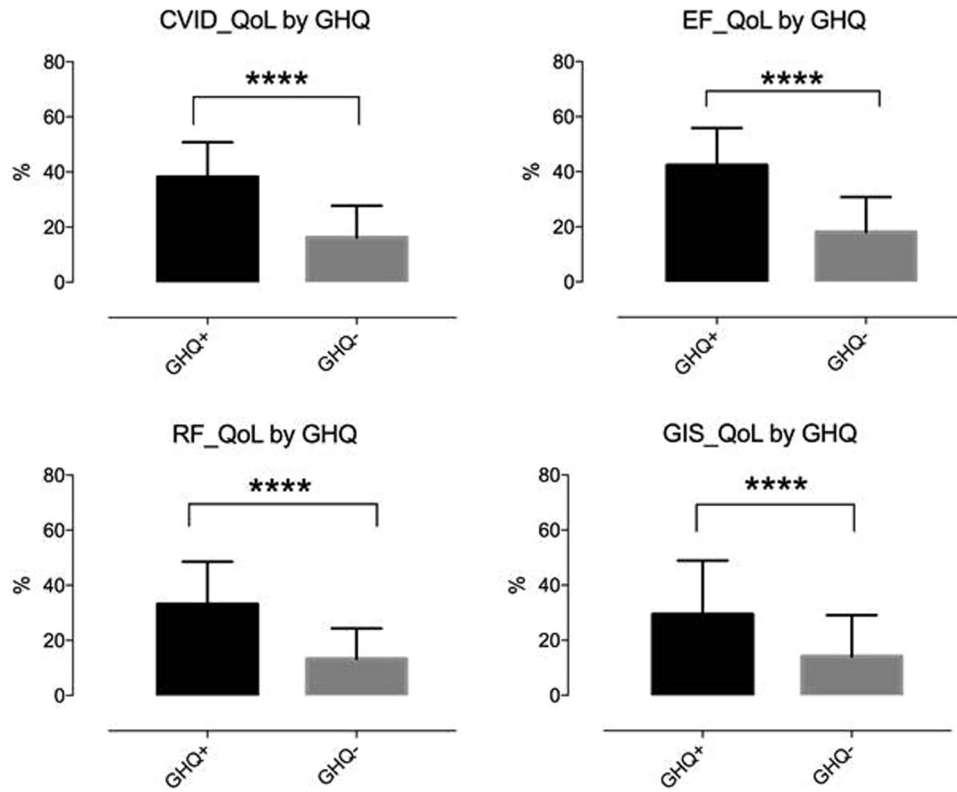 CVID_QoL by GHQ
80
60
40
20
0
%
****
GHQ+
GHQ-
EF_QoL by GHQ
80
60
40
20
0
%
****
GHQ+
GHQ-
RF_QoL by GHQ
80
60
40
20
0
%
****
GHQ+
GHQ-
GIS_QoL by GHQ
80
60
40
20
0
%
****
GHQ+
GHQ-